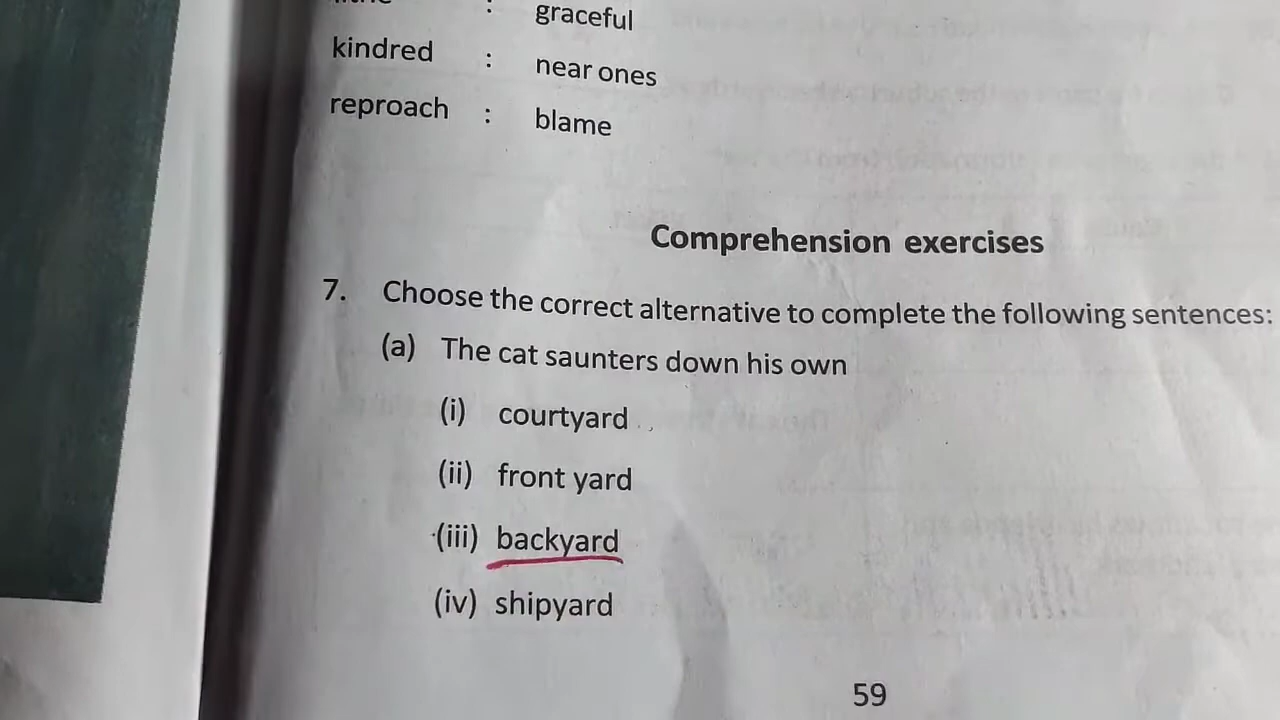 : graceful
kindred : near ones
reproach : blame
Comprehension exercises
7. Choose the correct alternative to complete the following sentences:
(a) The cat saunters down his own
(i) courtyard
(ii) front yard
(iii) backyard
(iv) shipyard
59